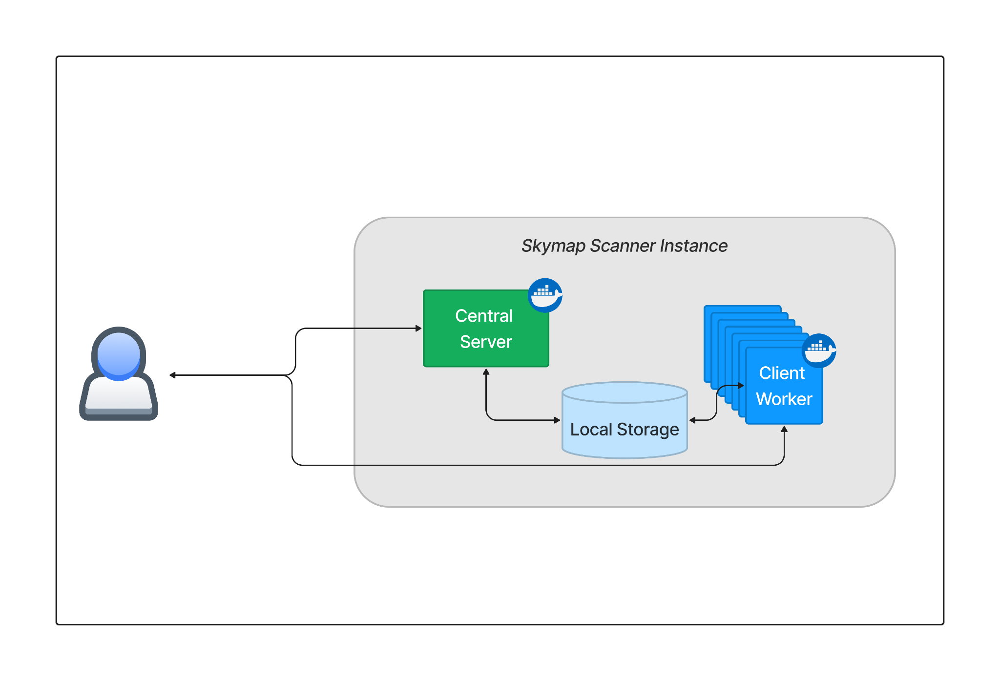 Skymap Scanner Instance
Central
Server
Client
Worker
Local Storage